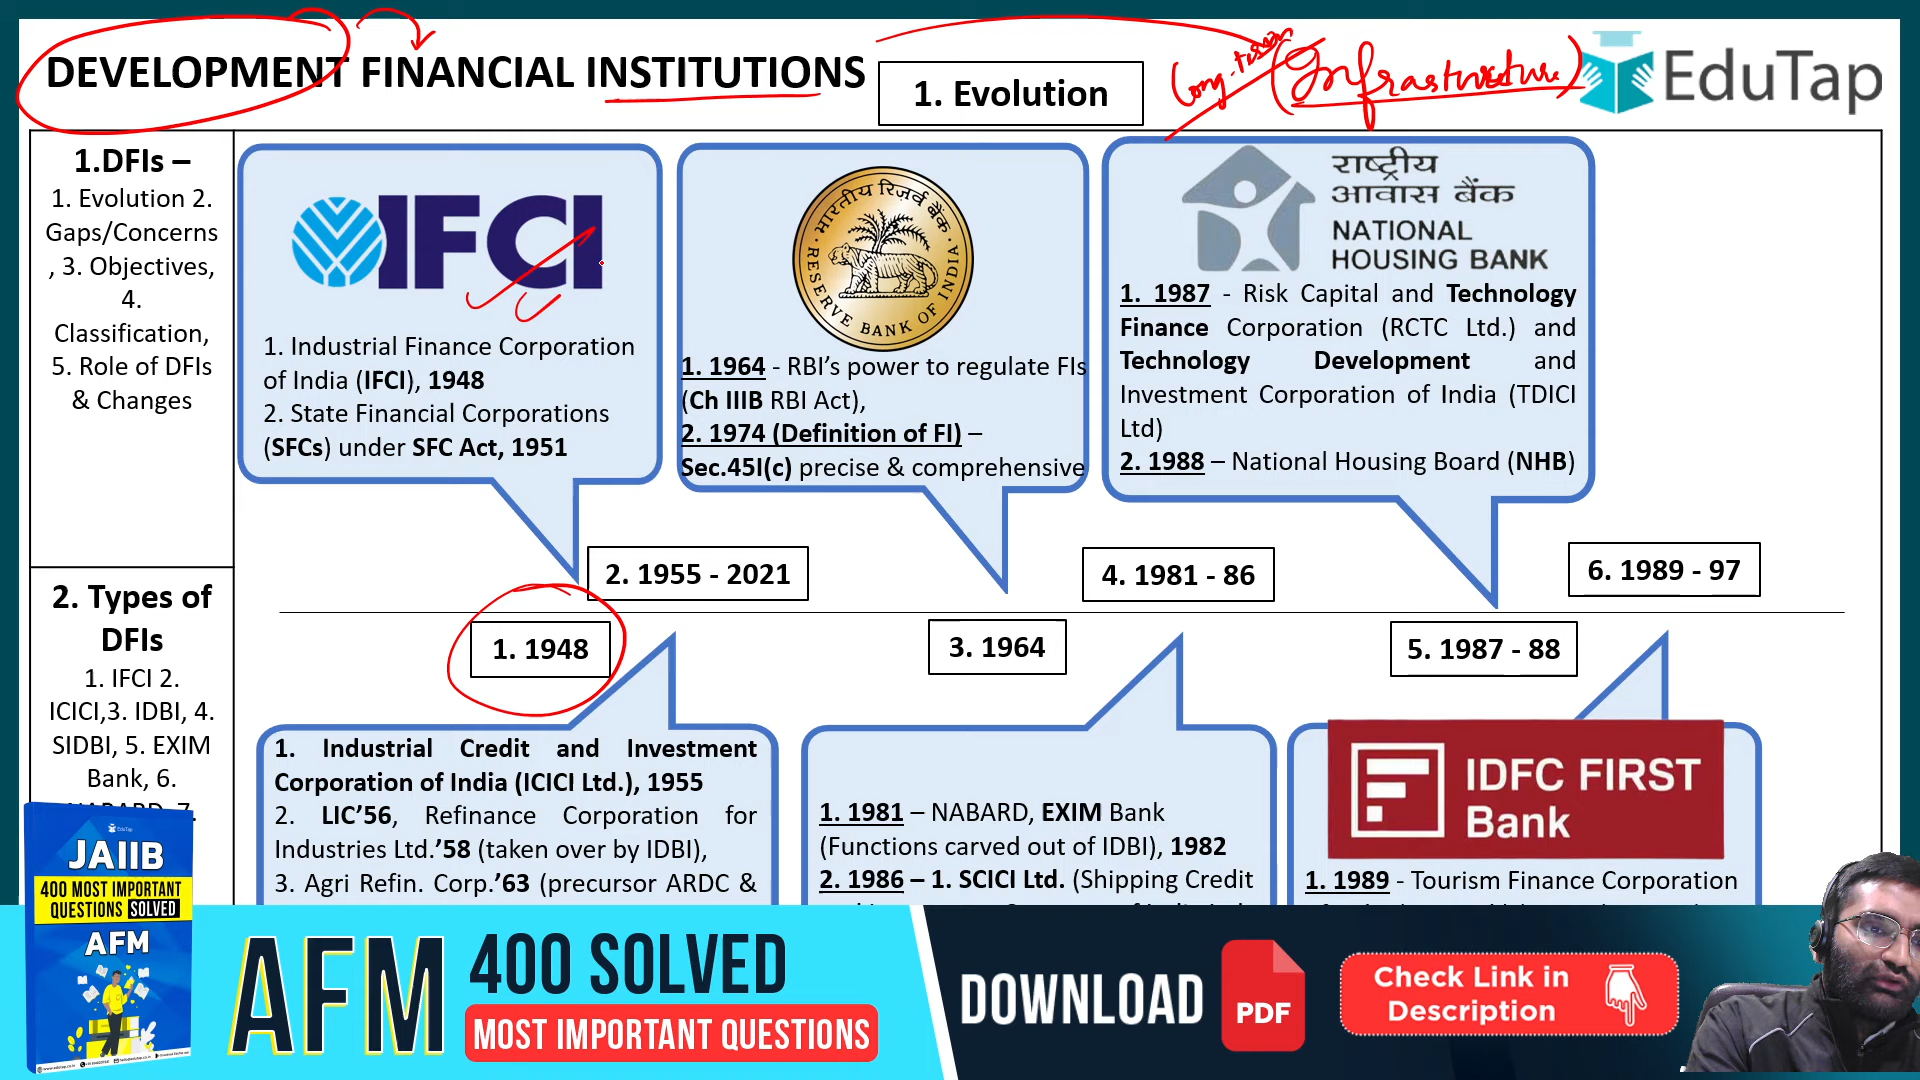 DEVELOPMENT FINANCIAL INSTITUTIONS
1. Evolution
Long-term (Infrastructure)
EduTap
1.DFIs –
1. Evolution 2.
Gaps/Concerns
, 3. Objectives,
4.
Classification,
5. Role of DFIs
& Changes
2. Types of
DFIs
1. IFCI 2.
ICICI,3. IDBI, 4.
SIDBI, 5. EXIM
Bank, 6.
NABARD, 7.
IFCI
1. Industrial Finance Corporation
of India (IFCI), 1948
2. State Financial Corporations
(SFCs) under SFC Act, 1951
भारतीय रिज़र्व बैंक
RESERVE BANK OF INDIA
1. 1964 - RBI’s power to regulate FIs
(Ch IIIB RBI Act),
2. 1974 (Definition of FI) –
Sec.45I(c) precise & comprehensive
राष्ट्रीय
आवास बैंक
NATIONAL
HOUSING BANK
1. 1987 - Risk Capital and Technology
Finance Corporation (RCTC Ltd.) and
Technology Development and
Investment Corporation of India (TDICI
Ltd)
2. 1988 – National Housing Board (NHB)
2. 1955 - 2021
4. 1981 - 86
6. 1989 - 97
1. 1948
3. 1964
5. 1987 - 88
1. Industrial Credit and Investment
Corporation of India (ICICI Ltd.), 1955
2. LIC’56, Refinance Corporation for
Industries Ltd.’58 (taken over by IDBI),
3. Agri Refin. Corp.’63 (precursor ARDC &
1. 1981 – NABARD, EXIM Bank
(Functions carved out of IDBI), 1982
2. 1986 – 1. SCICI Ltd. (Shipping Credit
IDFC FIRST
Bank
1. 1989 - Tourism Finance Corporation
EduTap
JAIIB
400 MOST IMPORTANT
QUESTIONS SOLVED
AFM
AFM
400 SOLVED
MOST IMPORTANT QUESTIONS
DOWNLOAD
PDF
Check Link in
Description